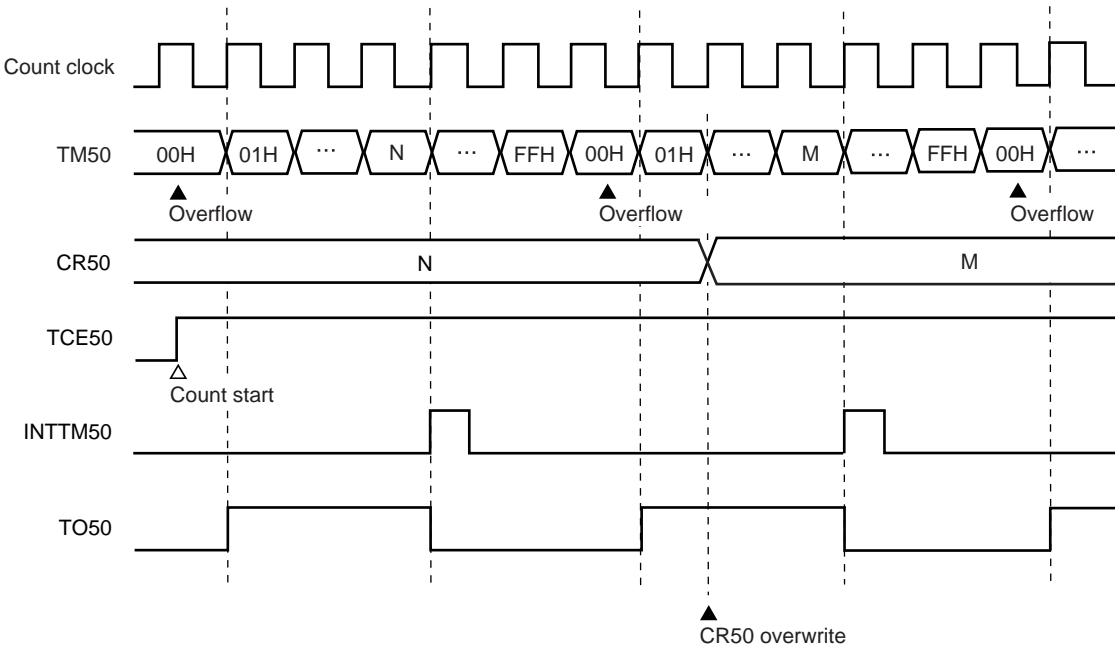 Count clock
TM50 00H 01H ... N ... FFH 00H 01H ... M ... FFH 00H ...
Overflow Overflow Overflow
CR50 N M
TCE50
Count start
INTTM50
TO50
CR50 overwrite